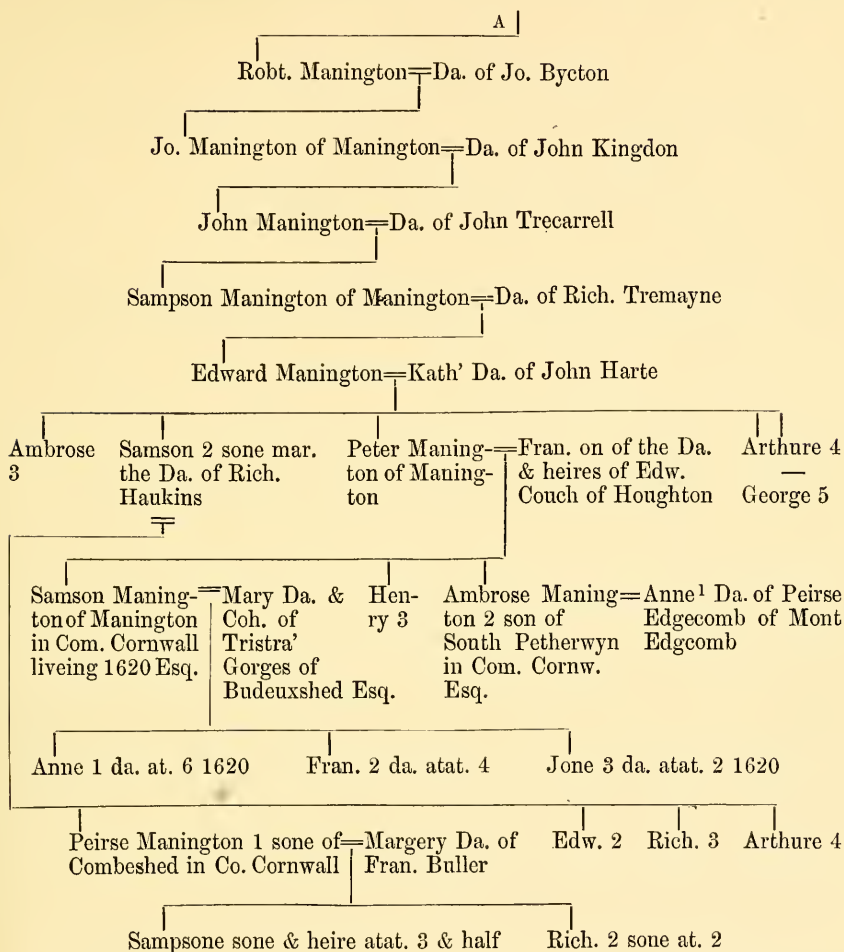 A
Robt. Manington=Da. of Jo. Bycton
Jo. Manington of Manington=Da. of John Kingdon
John Manington=Da. of John Trecarrell
Sampson Manington of Manington=Da. of Rich. Tremayne
Edward Manington=Kath' Da. of John Harte
Ambrose
3
Samson 2 sone mar.
the Da. of Rich.
Haukins
Peter Maning-
ton of Maning-
ton
=Fran. on of the Da.
& heires of Edw.
Couch of Houghton
Arthure 4
—
George 5
Samson Maning-
ton of Manington
in Com. Cornwall
liveing 1620 Esq.
=Mary Da. &
Coh. of
Tristra'
Gorges of
Budeuxshed Esq.
Hen-
ry 3
Ambrose Maning
ton 2 son of
South Petherwyn
in Com. Cornw.
Esq.
=Anne¹ Da. of Peirse
Edgecomb of Mont
Edgcomb
Anne 1 da. at. 6 1620
Fran. 2 da. atat. 4
Jone 3 da. atat. 2 1620
Peirse Manington 1 sone of
Combeshed in Co. Cornwall
=Margery Da. of
Fran. Buller
Edw. 2
Rich. 3
Arthure 4
Sampsone sone & heire atat. 3 & half
Rich. 2 sone at. 2